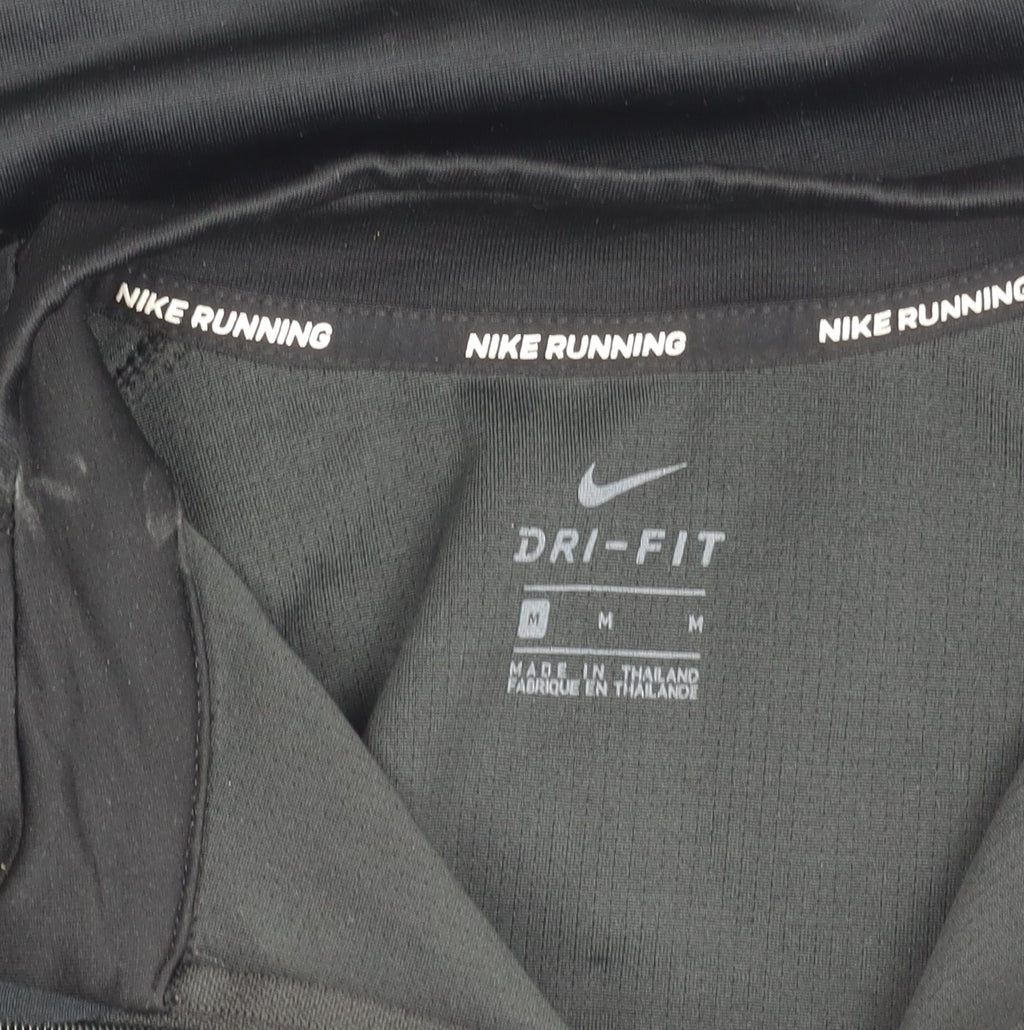 NIKE RUNNING NIKE RUNNING NIKE RUNNING
DRI-FIT
M M M
MADE IN THAILAND
FABRIQUE EN THAILANDE